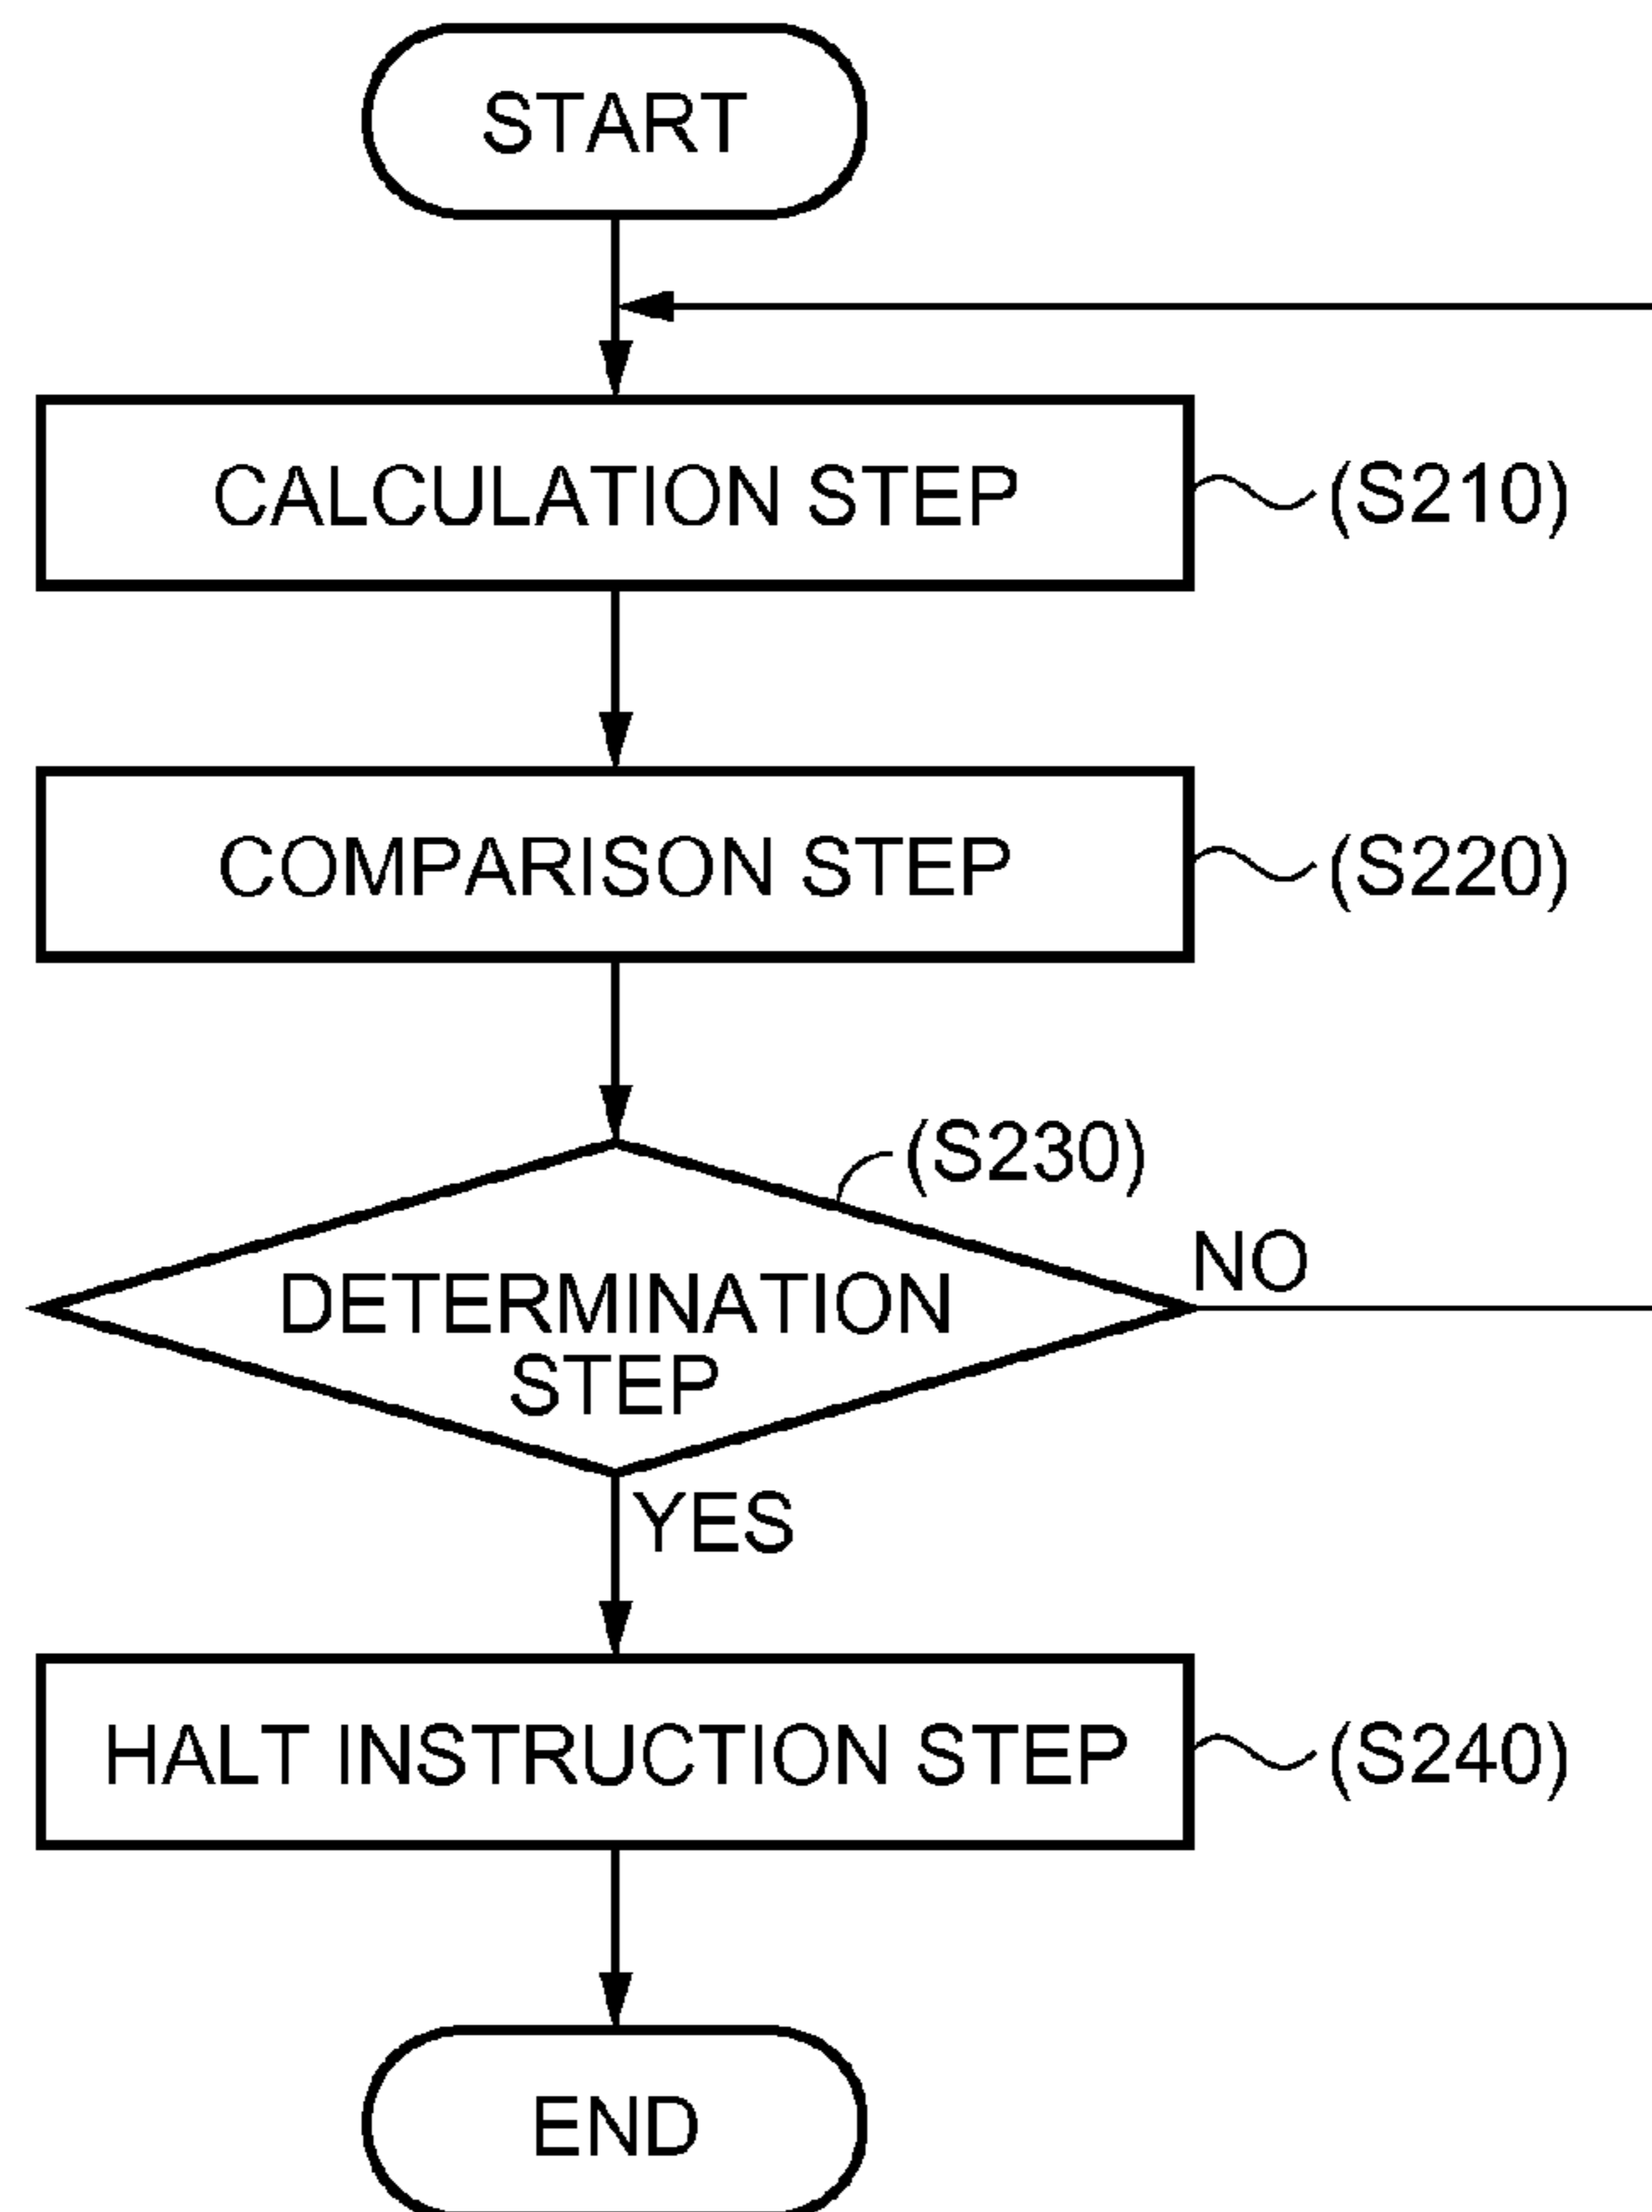 START
CALCULATION STEP
(S210)
COMPARISON STEP
(S220)
(S230)
DETERMINATION
STEP
NO
YES
HALT INSTRUCTION STEP
(S240)
END